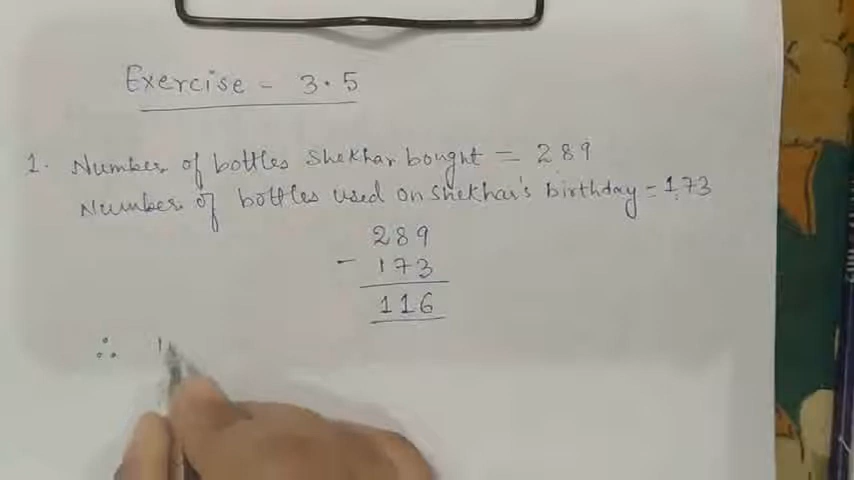 Exercise - 3.5
1. Number of bottles Shekhar bought = 289
Number of bottles used on Shekhar's birthday = 173
289
- 173
116
∴